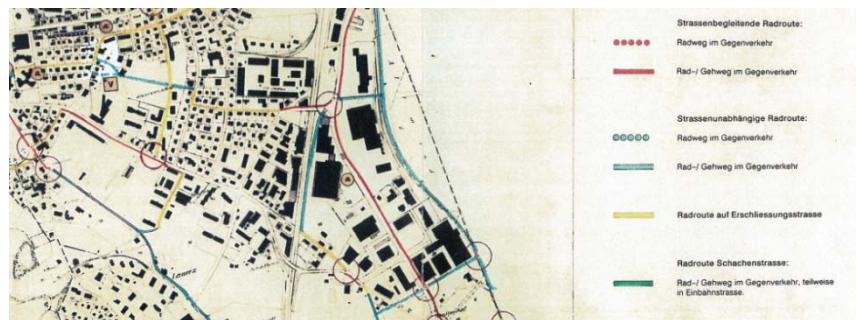 Strassenbegleitende Radroute:
Radweg im Gegenverkehr
Rad-/ Gehweg im Gegenverkehr
Strassenunabhängige Radroute:
Radweg im Gegenverkehr
Rad-/ Gehweg im Gegenverkehr
Radroute auf Erschliessungsstrasse
Radroute Schachenstrasse:
Rad-/ Gehweg im Gegenverkehr, teilweise
in Einbahnstrasse.
V